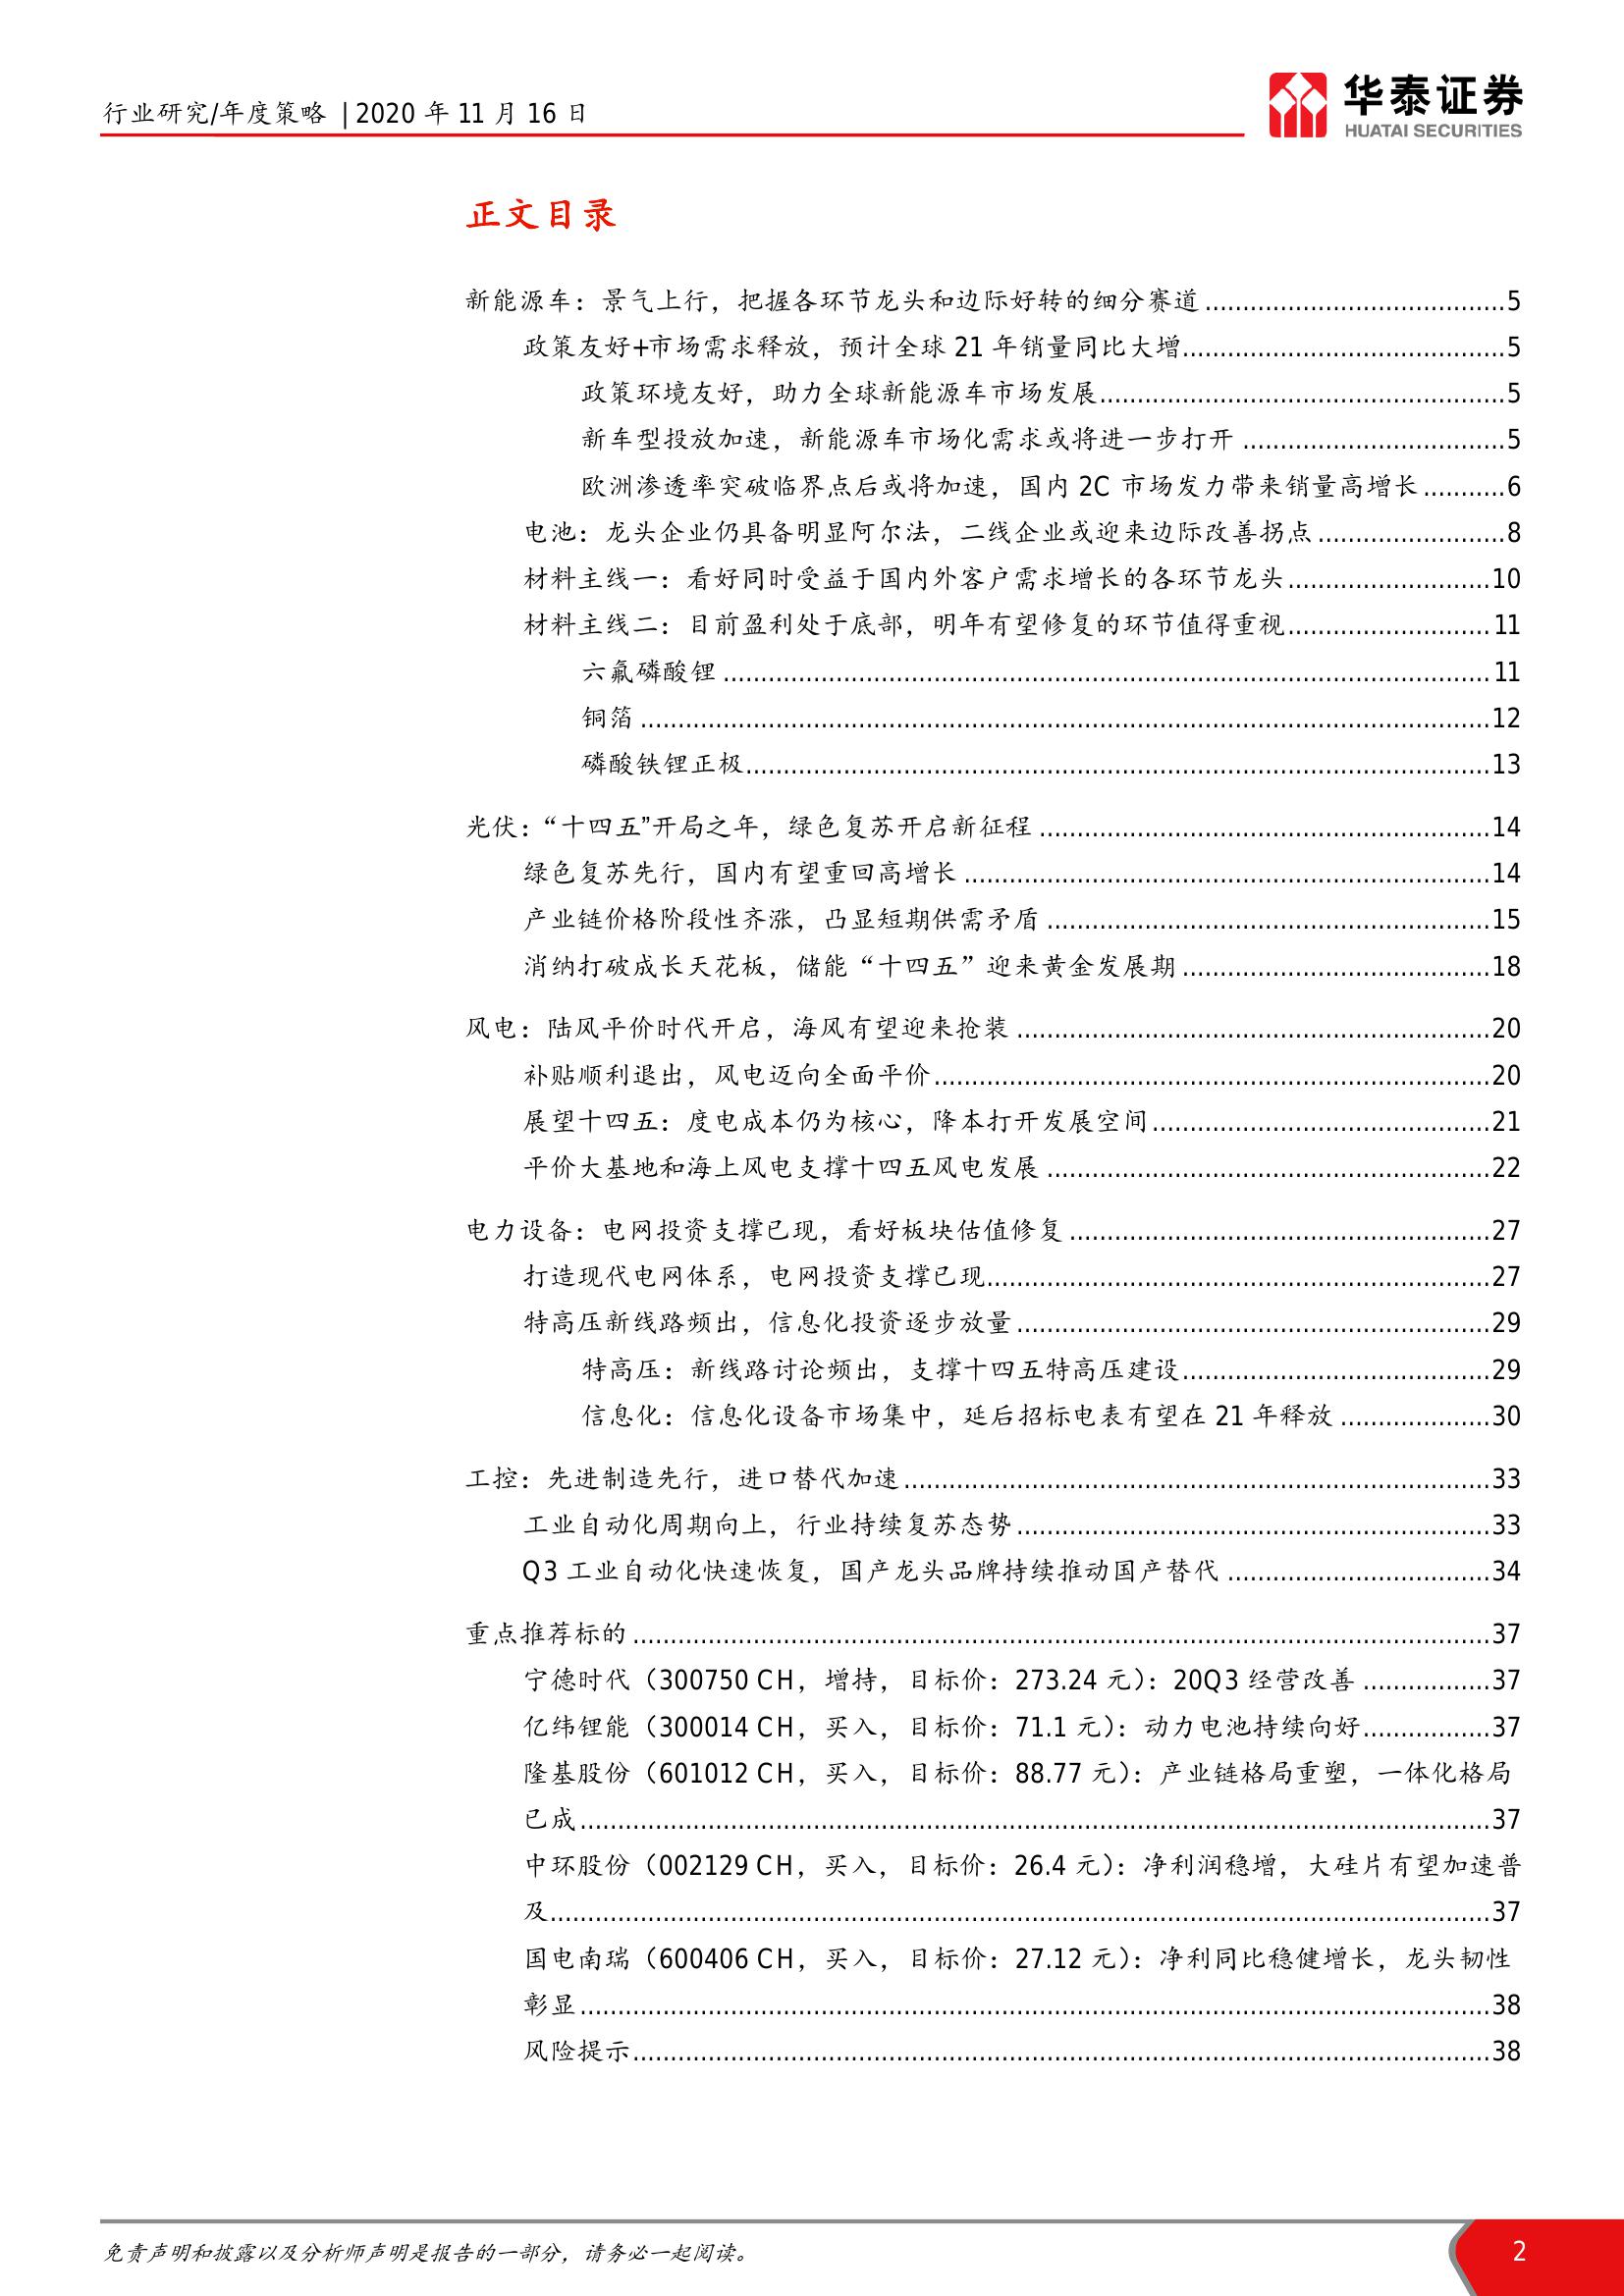 行业研究/年度策略 | 2020 年 11 月 16 日
华泰证券
HUATAI SECURITIES
正文目录
新能源车：景气上行，把握各环节龙头和边际好转的细分赛道......................................5
政策友好+市场需求释放，预计全球 21 年销量同比大增...........................................5
政策环境友好，助力全球新能源车市场发展......................................................5
新车型投放加速，新能源车市场化需求或将进一步打开...................................5
欧洲渗透率突破临界点后或将加速，国内 2C 市场发力带来销量高增长...........6
电池：龙头企业仍具备明显阿尔法，二线企业或迎来边际改善拐点.........................8
材料主线一：看好同时受益于国内外客户需求增长的各环节龙头...........................10
材料主线二：目前盈利处于底部，明年有望修复的环节值得重视...........................11
六氟磷酸锂......................................................................................................11
铜箔.................................................................................................................12
磷酸铁锂正极...................................................................................................13
光伏：“十四五”开局之年，绿色复苏开启新征程............................................................14
绿色复苏先行，国内有望重回高增长......................................................................14
产业链价格阶段性齐涨，凸显短期供需矛盾...........................................................15
消纳打破成长天花板，储能“十四五”迎来黄金发展期.........................................18
风电：陆风平价时代开启，海风有望迎来抢装...............................................................20
补贴顺利退出，风电迈向全面平价..........................................................................20
展望十四五：度电成本仍为核心，降本打开发展空间.............................................21
平价大基地和海上风电支撑十四五风电发展...........................................................22
电力设备：电网投资支撑已现，看好板块估值修复........................................................27
打造现代电网体系，电网投资支撑已现...................................................................27
特高压新线路频出，信息化投资逐步放量...............................................................29
特高压：新线路讨论频出，支撑十四五特高压建设.........................................29
信息化：信息化设备市场集中，延后招标电表有望在 21 年释放....................30
工控：先进制造先行，进口替代加速..............................................................................33
工业自动化周期向上，行业持续复苏态势...............................................................33
Q3 工业自动化快速恢复，国产龙头品牌持续推动国产替代...................................34
重点推荐标的..................................................................................................................37
宁德时代（300750 CH，增持，目标价：273.24 元）：20Q3 经营改善.................37
亿纬锂能（300014 CH，买入，目标价：71.1 元）：动力电池持续向好.................37
隆基股份（601012 CH，买入，目标价：88.77 元）：产业链格局重塑，一体化格局
已成.........................................................................................................................37
中环股份（002129 CH，买入，目标价：26.4 元）：净利润稳增，大硅片有望加速普
及.............................................................................................................................37
国电南瑞（600406 CH，买入，目标价：27.12 元）：净利同比稳健增长，龙头韧性
彰显.........................................................................................................................38
风险提示..................................................................................................................38
免责声明和披露以及分析师声明是报告的一部分，请务必一起阅读。
2